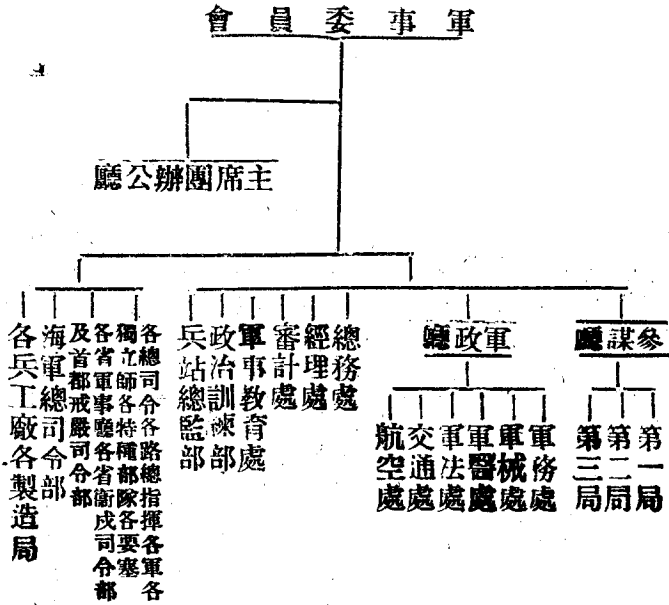 軍事委員會
主席團辦公廳
參謀廳
第一局
第二局
第三局
軍政廳
軍務處
軍械處
軍醫處
軍法處
交通處
航空處
總務處
經理處
審計處
軍事教育處
政治訓練部
兵站總監部
各總司令各路總指揮各軍各
獨立師各特種部隊各要塞
各省軍事廳各省衞戍司令部
及首都戒嚴司令部
海軍總司令部
各兵工廠各製造局